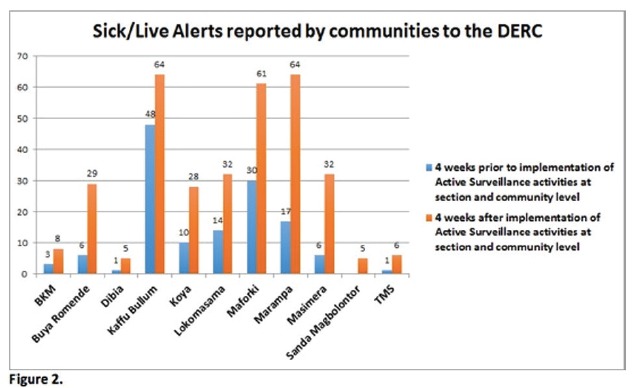 Sick/Live Alerts reported by communities to the DERC
70
60
50
40
30
20
10
0
3
8
6
29
1
5
48
64
10
28
14
32
30
61
17
64
6
32
5
1
6
BKM
Buya Romende
Dibia
Kaffu Bullum
Koya
Lokomasama
Maforki
Marampa
Masimera
Sanda Magbolontor
TMS
4 weeks prior to implementation of
Active Surveillance activities at
section and community level
4 weeks after implementation of
Active Surveillance activities at
section and community level
Figure 2.